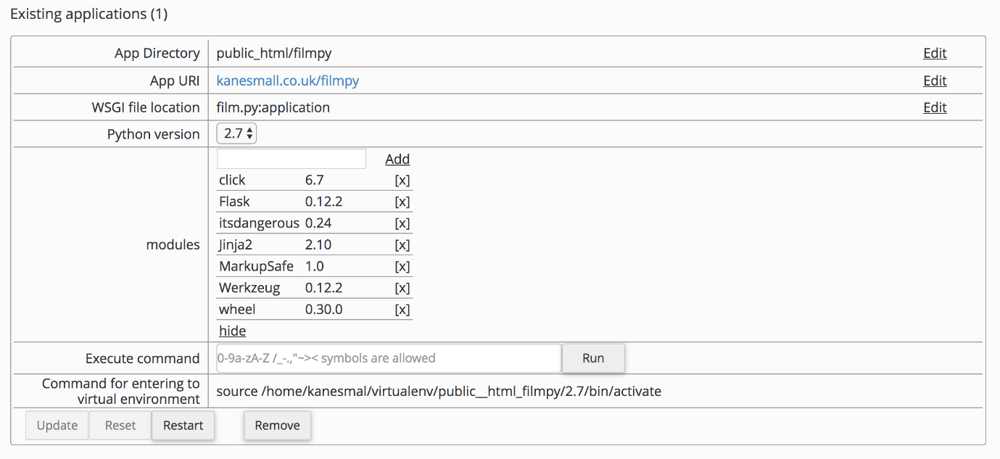 Existing applications (1)
App Directory public_html/filmpy Edit
App URI kanesmall.co.uk/filmpy Edit
WSGI file location film.py:application Edit
Python version 2.7
Add
click 6.7 [x]
Flask 0.12.2 [x]
itsdangerous 0.24 [x]
modules Jinja2 2.10 [x]
MarkupSafe 1.0 [x]
Werkzeug 0.12.2 [x]
wheel 0.30.0 [x]
hide
Execute command 0-9a-zA-Z /_-.,"~>< symbols are allowed Run
Command for entering to
virtual environment source /home/kanesmal/virtualenv/public__html_filmpy/2.7/bin/activate
Update Reset Restart Remove